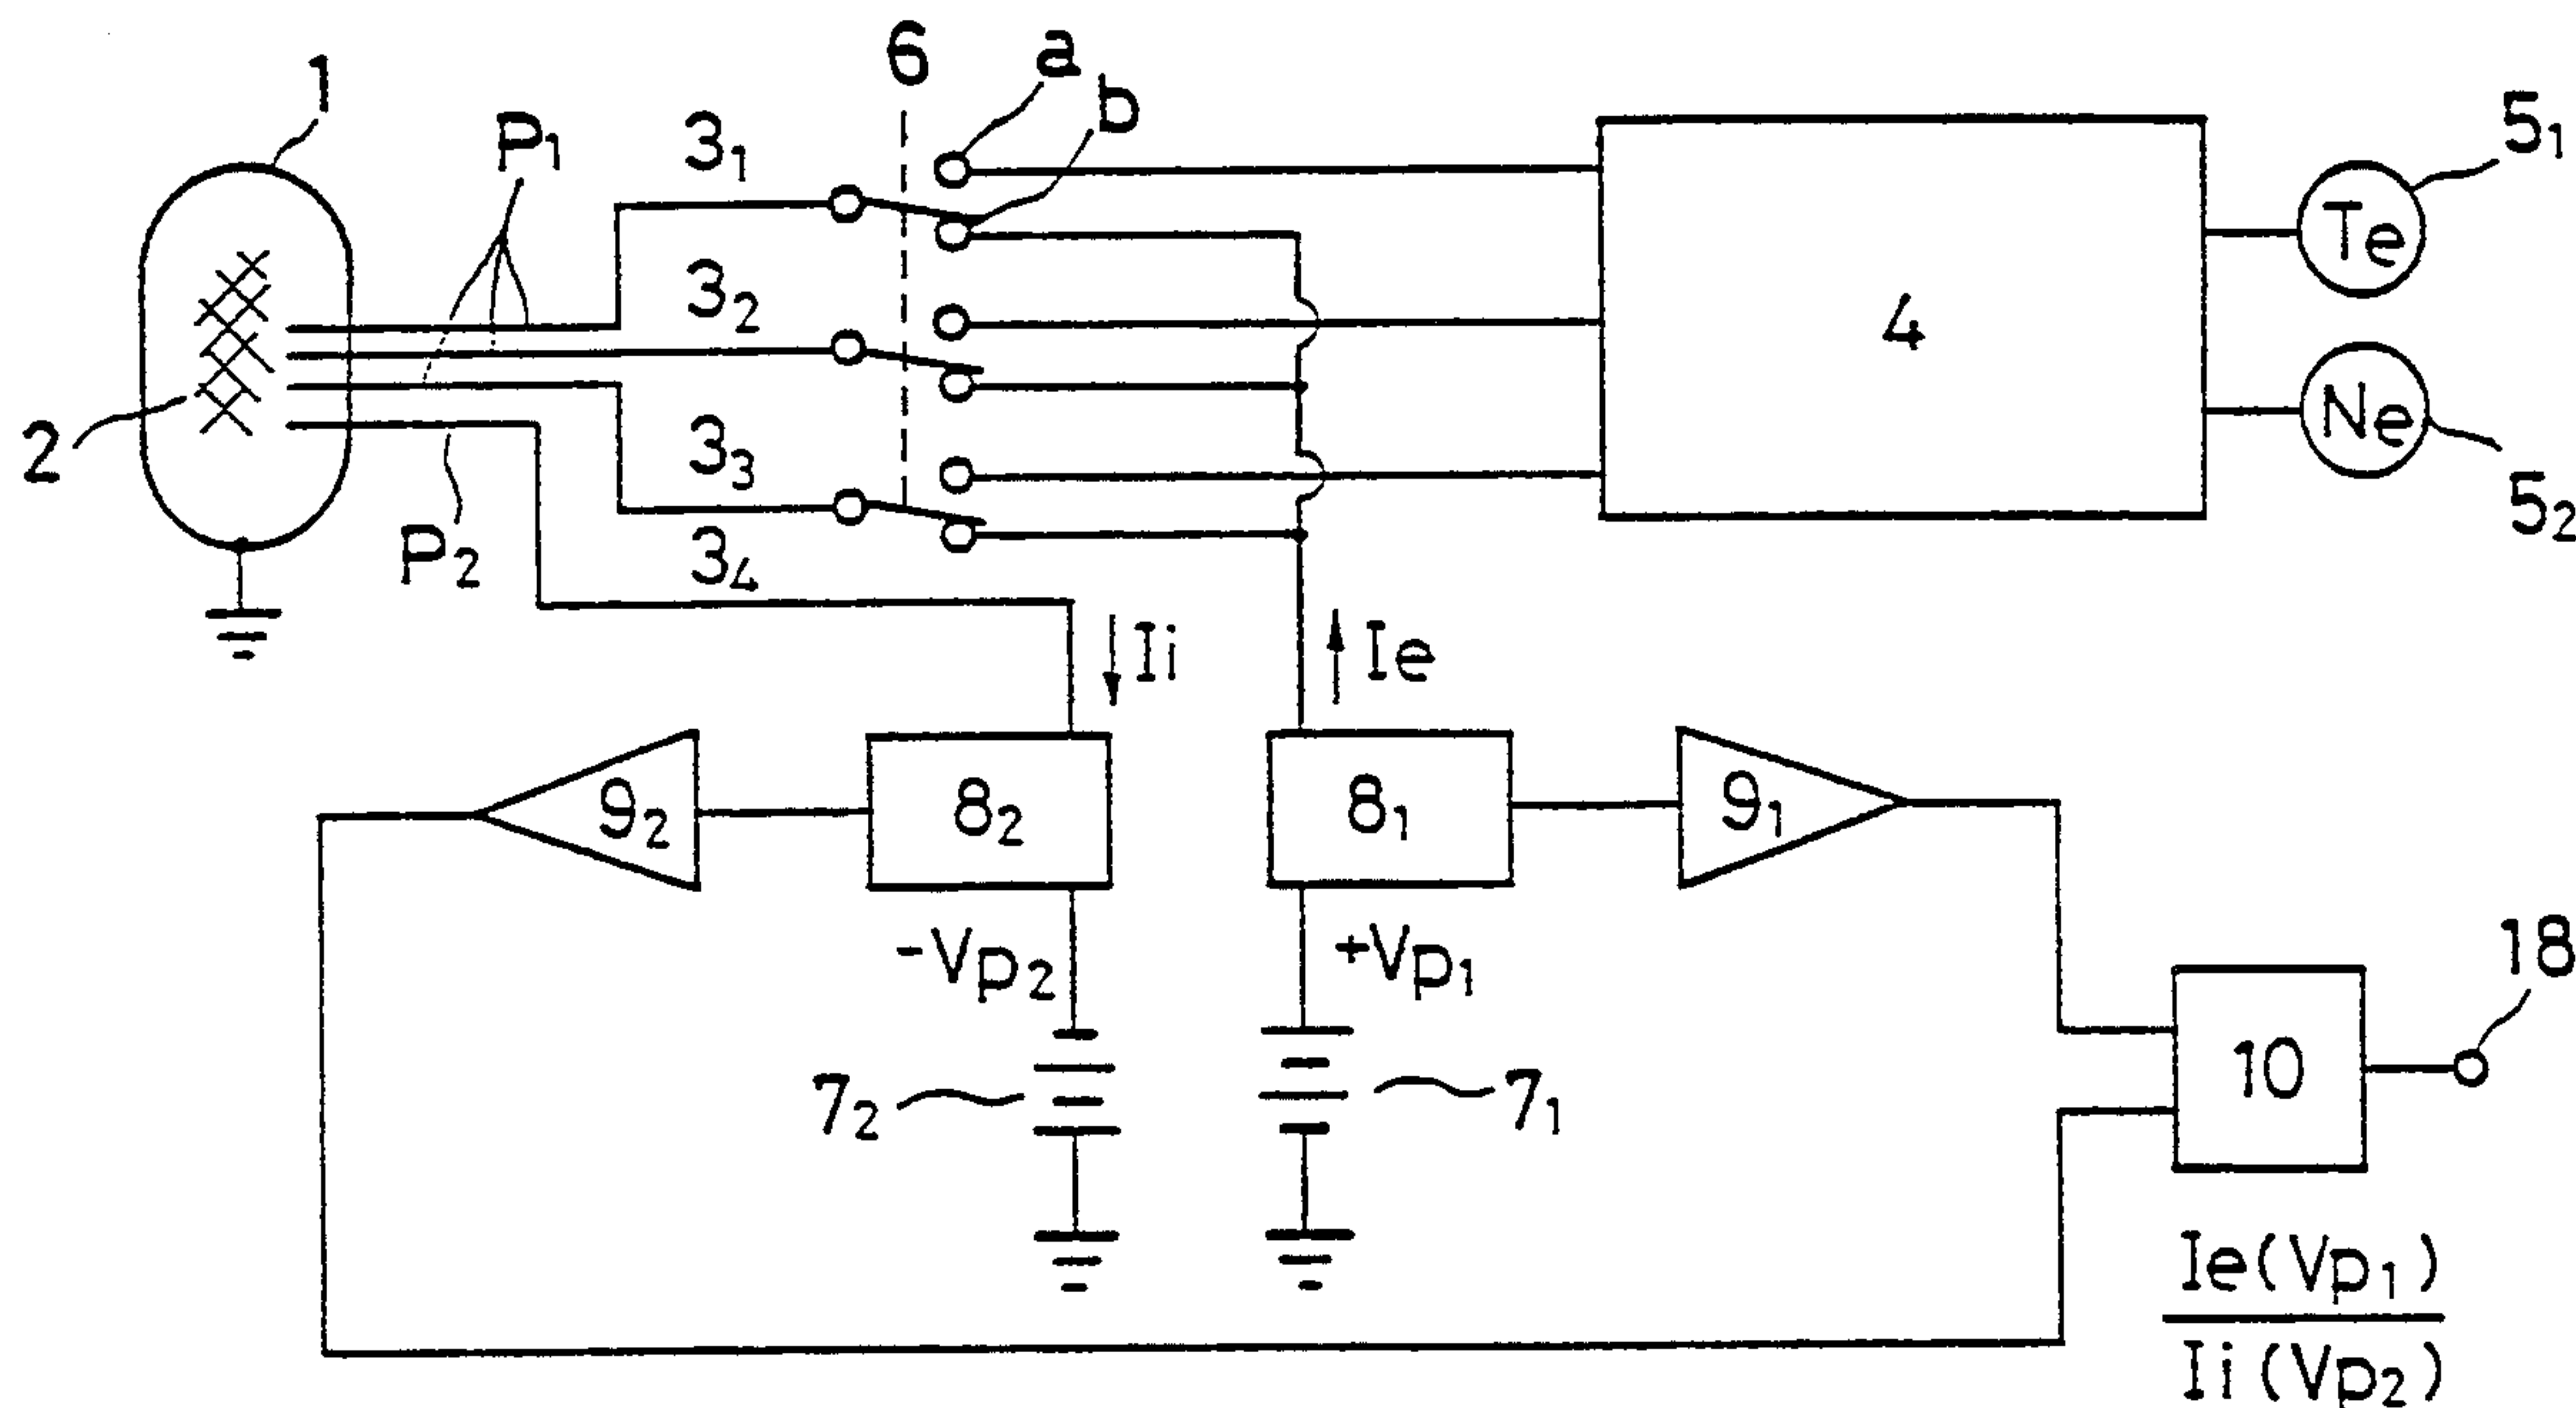 1
6
a
b
P₁
3₁
5₁
Te
3₂
4
2
Ne
3₃
5₂
P₂
3₄
Ii
Ie
9₂
8₂
8₁
9₁
-Vp₂
+Vp₁
18
7₂
7₁
10
Ie(Vp₁)
Ii(Vp₂)